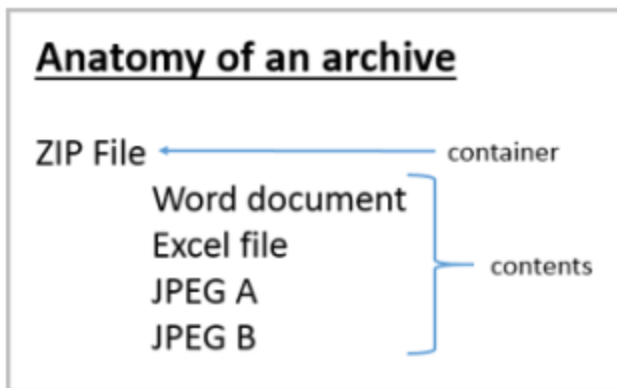 Anatomy of an archive
ZIP File
container
Word document
Excel file
JPEG A
JPEG B
contents